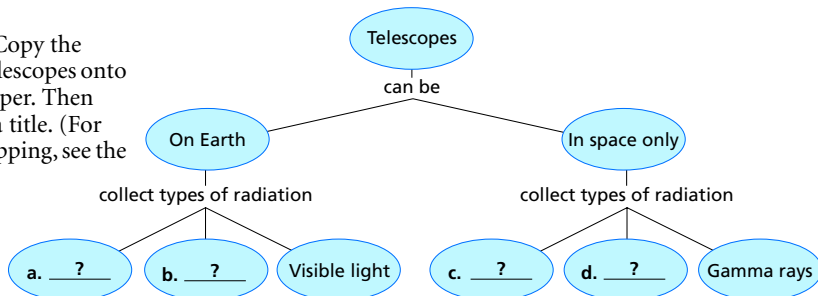 Copy the
elescopes onto
per. Then
a title. (For
pping, see the
Telescopes
can be
On Earth
In space only
collect types of radiation
collect types of radiation
a. ?
b. ?
Visible light
c. ?
d. ?
Gamma rays